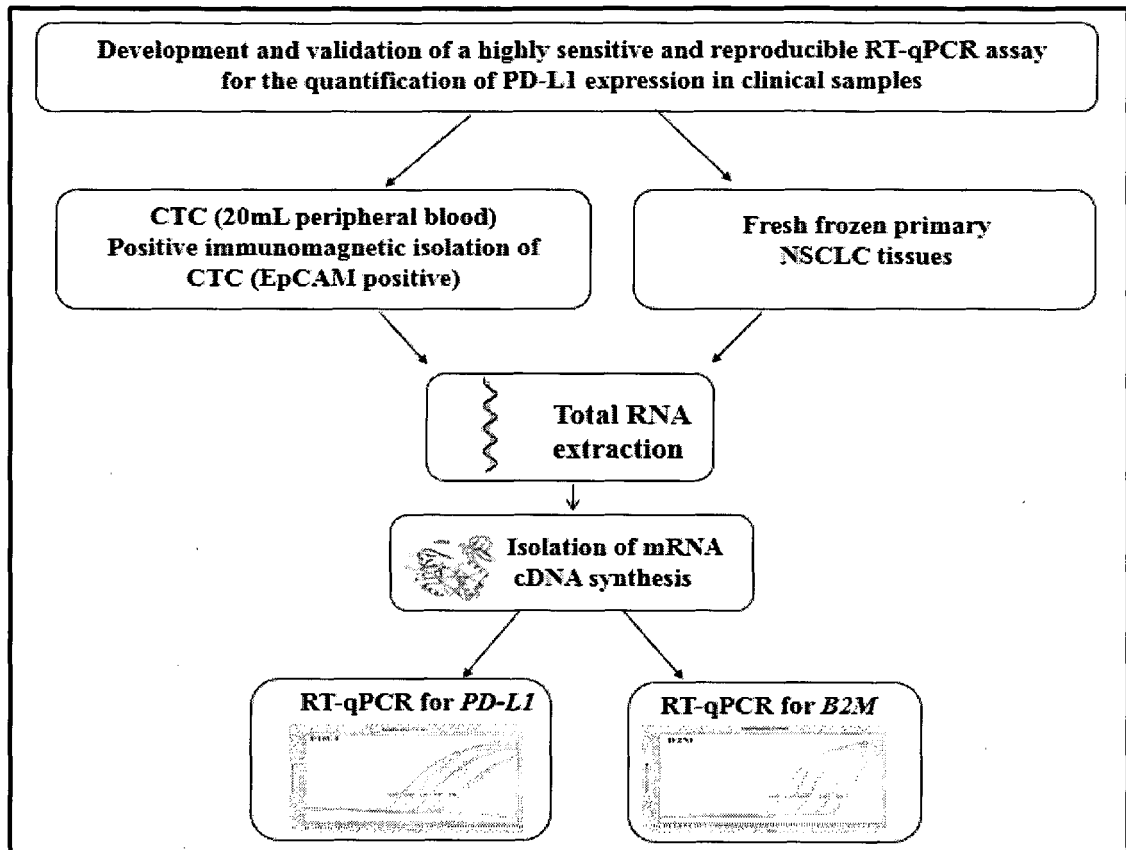 Development and validation of a highly sensitive and reproducible RT-qPCR assay
for the quantification of PD-L1 expression in clinical samples
CTC (20mL peripheral blood)
Positive immunomagnetic isolation of
CTC (EpCAM positive)
Fresh frozen primary
NSCLC tissues
Total RNA
extraction
Isolation of mRNA
cDNA synthesis
RT-qPCR for PD-L1
RT-qPCR for B2M